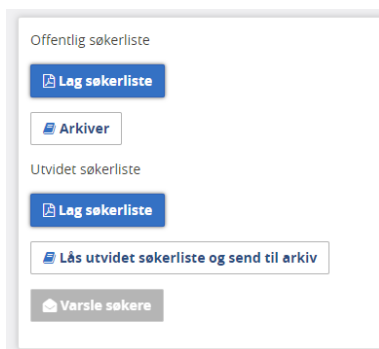 Offentlig søkerliste
Lag søkerliste
Arkiver
Utvidet søkerliste
Lag søkerliste
Lås utvidet søkerliste og send til arkiv
Varsle søkere